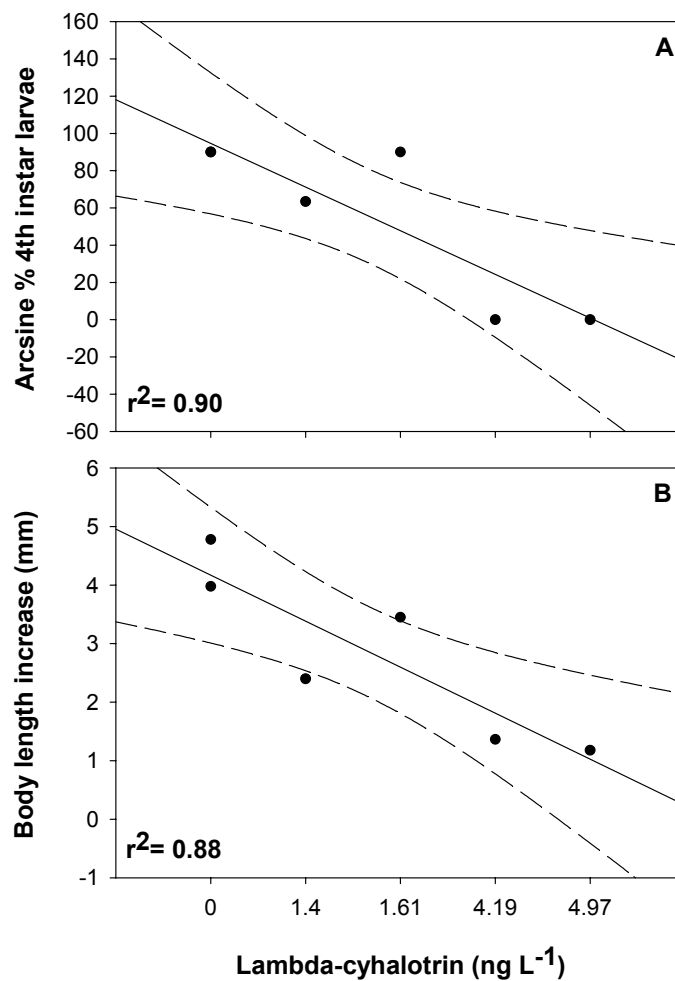 160
A
140
120
100
80
60
40
20
0
-20
-40
-60
Arcsine % 4th instar larvae
r²= 0.90
6
B
5
4
3
2
1
0
-1
Body length increase (mm)
r²= 0.88
0 1.4 1.61 4.19 4.97
Lambda-cyhalotrin (ng L⁻¹)